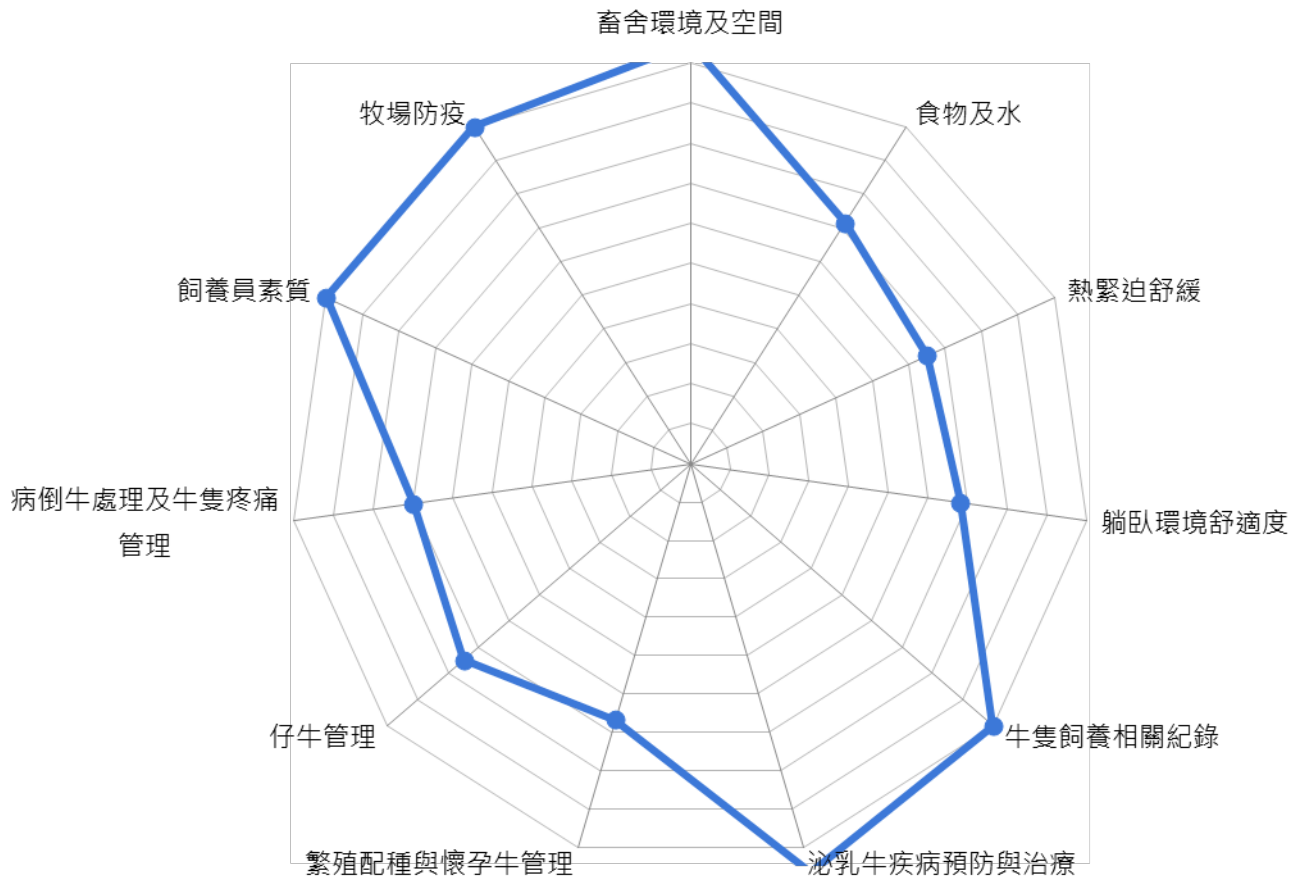 畜舍環境及空間
牧場防疫
食物及水
飼養員素質
熱緊迫舒緩
病倒牛處理及牛隻疼痛
管理
躺臥環境舒適度
仔牛管理
牛隻飼養相關紀錄
繁殖配種與懷孕牛管理
泌乳牛疾病預防與治療